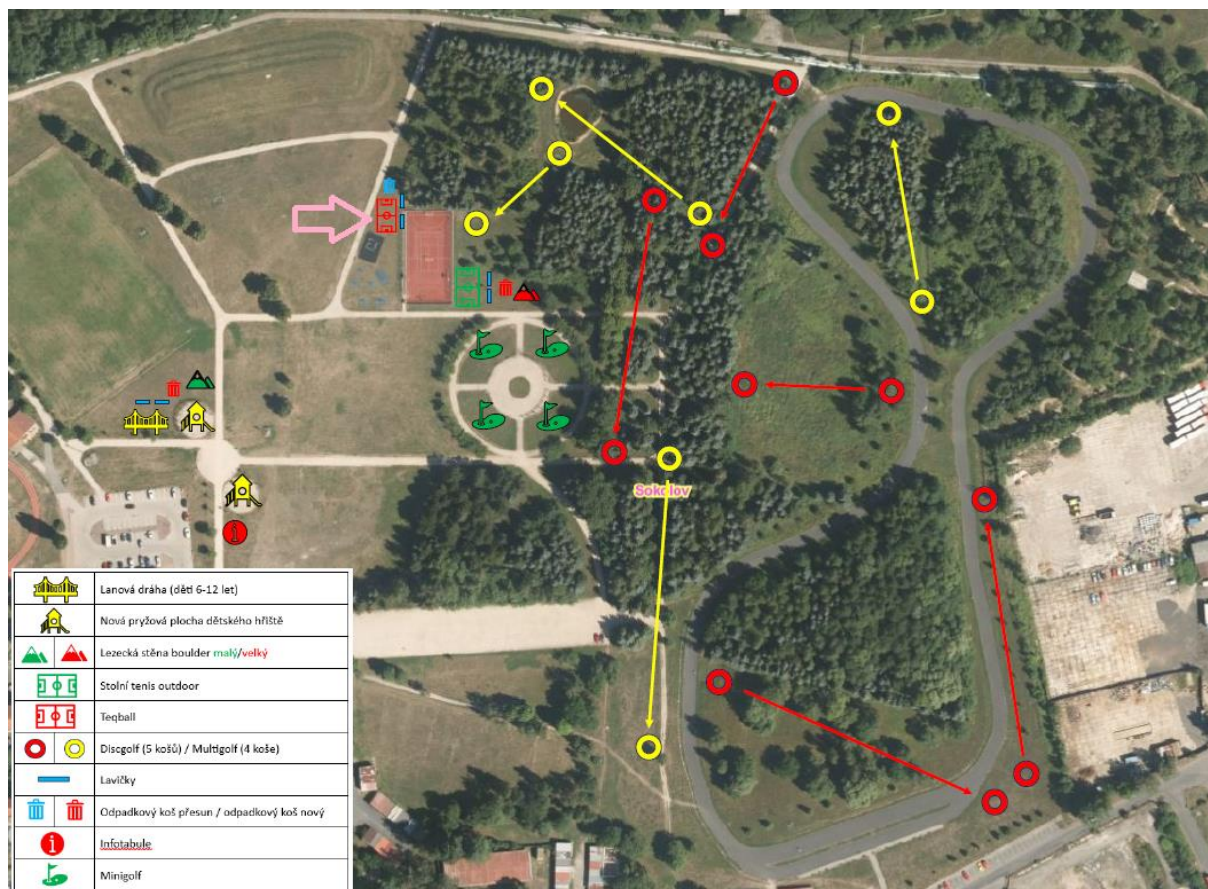 Sokolov
Lanová dráha (děti 6-12 let)
Nová pryžová plocha dětského hřiště
Lezecká stěna boulder malý/velký
Stolní tenis outdoor
Teqball
Discgolf (5 košů) / Multigolf (4 koše)
Lavičky
Odpadkový koš přesun / odpadkový koš nový
Infotabule
Minigolf